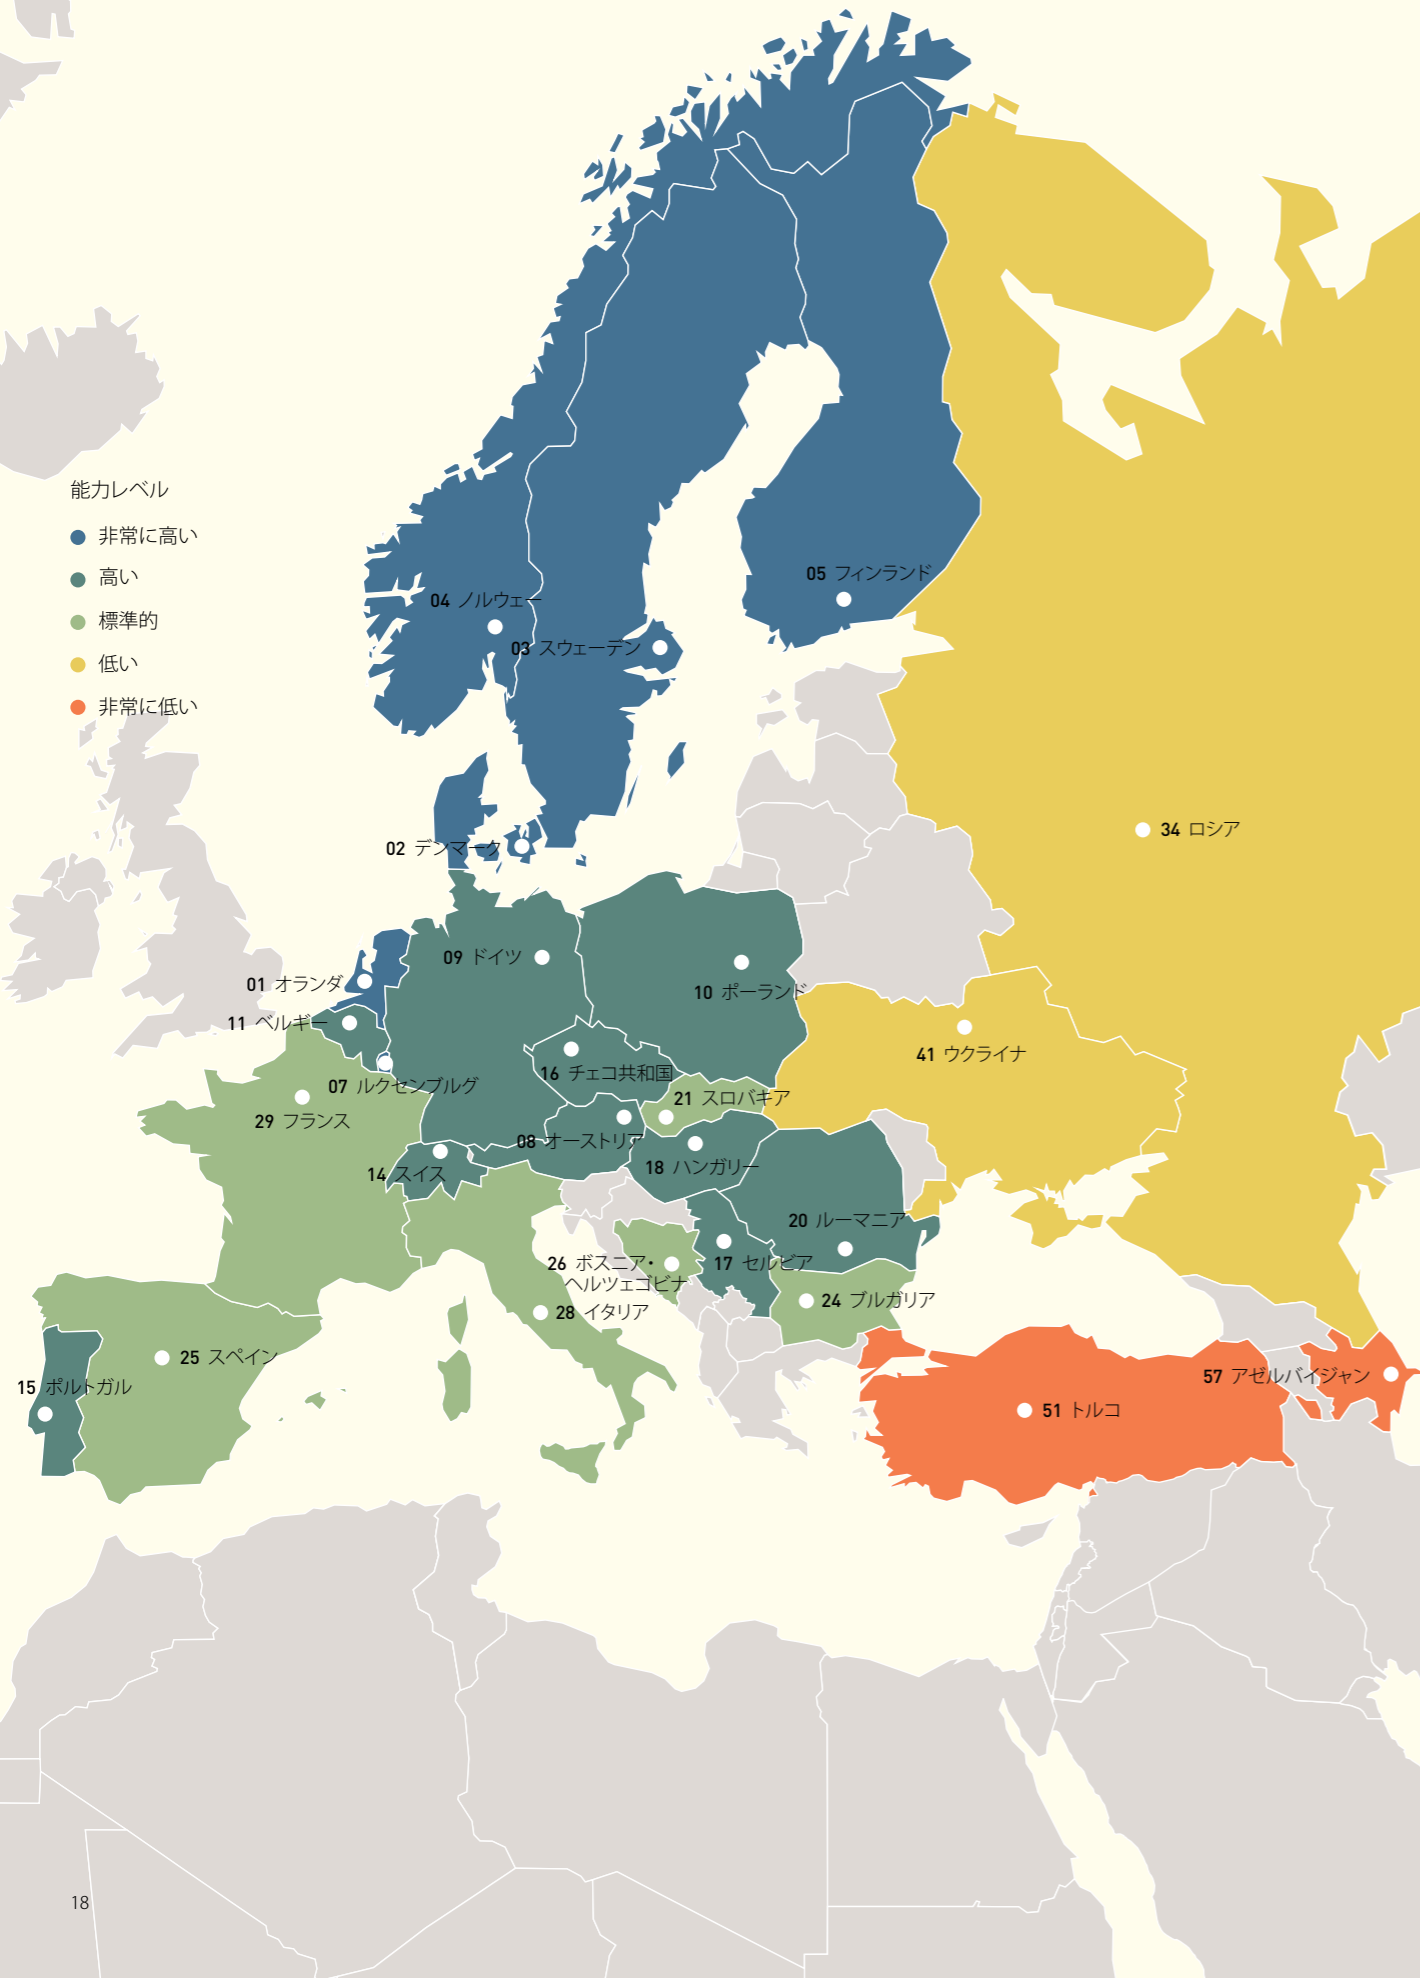 能力レベル
非常に高い
高い
標準的
低い
非常に低い
05 フィンランド
04 ノルウェー
03 スウェーデン
34 ロシア
02 デンマーク
09 ドイツ
10 ポーランド
01 オランダ
11 ベルギー
41 ウクライナ
16 チェコ共和国
07 ルクセンブルグ
21 スロバキア
29 フランス
08 オーストリア
18 ハンガリー
14 スイス
20 ルーマニア
26 ボスニア・
ヘルツェゴビナ
17 セルビア
24 ブルガリア
28 イタリア
25 スペイン
57 アゼルバイジャン
15 ポルトガル
51 トルコ
18